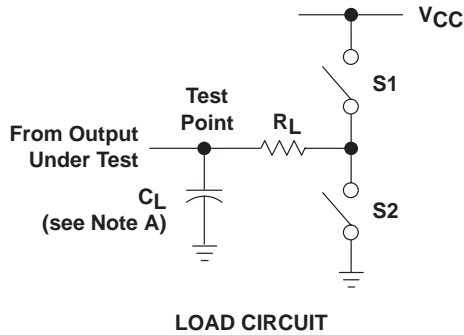 VCC
S1
Test
Point
RL
From Output
Under Test
CL
(see Note A)
S2
LOAD CIRCUIT